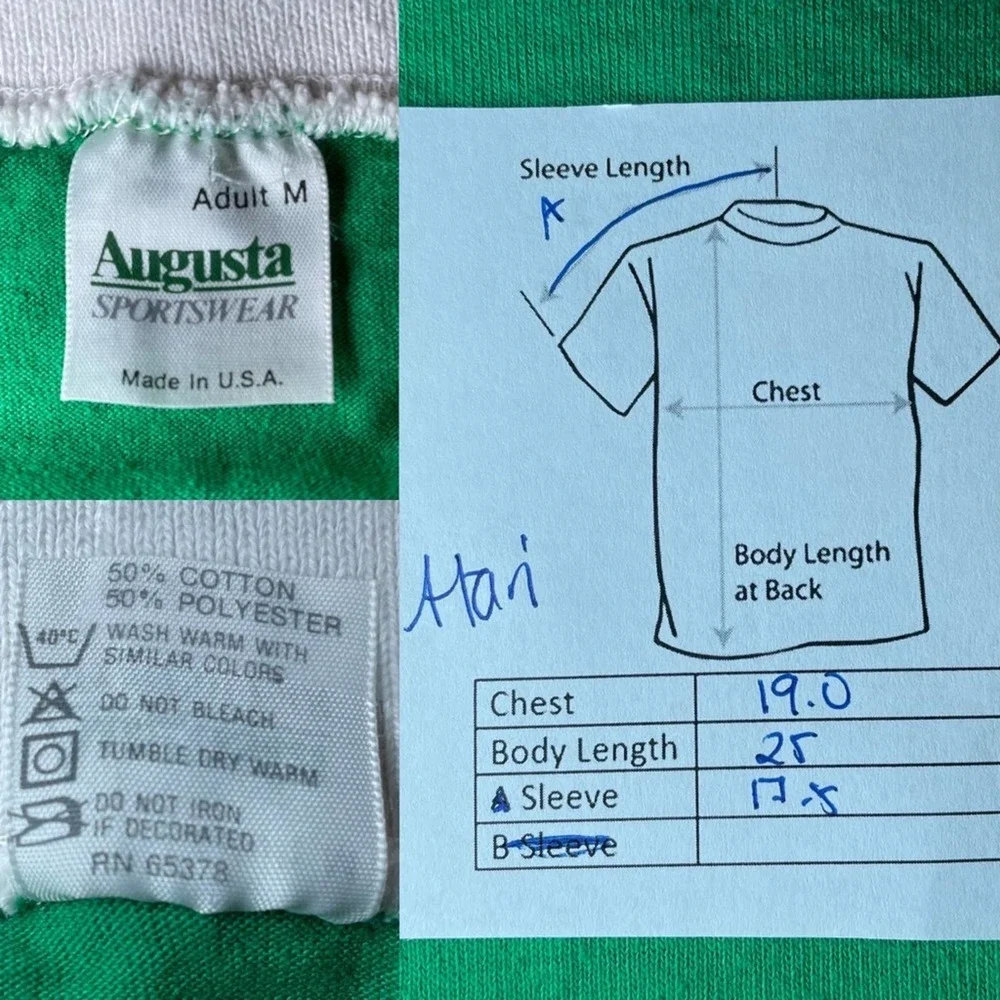 Adult M
Augusta
SPORTSWEAR
Made In U.S.A.
50% COTTON
50% POLYESTER
40°C
WASH WARM WITH
SIMILAR COLORS
DO NOT BLEACH
TUMBLE DRY WARM
DO NOT IRON
IF DECORATED
RN 65378
Sleeve Length
A
Chest
Body Length
at Back
Atari
Chest 19.0
Body Length 25
A Sleeve 17.5
B Sleeve